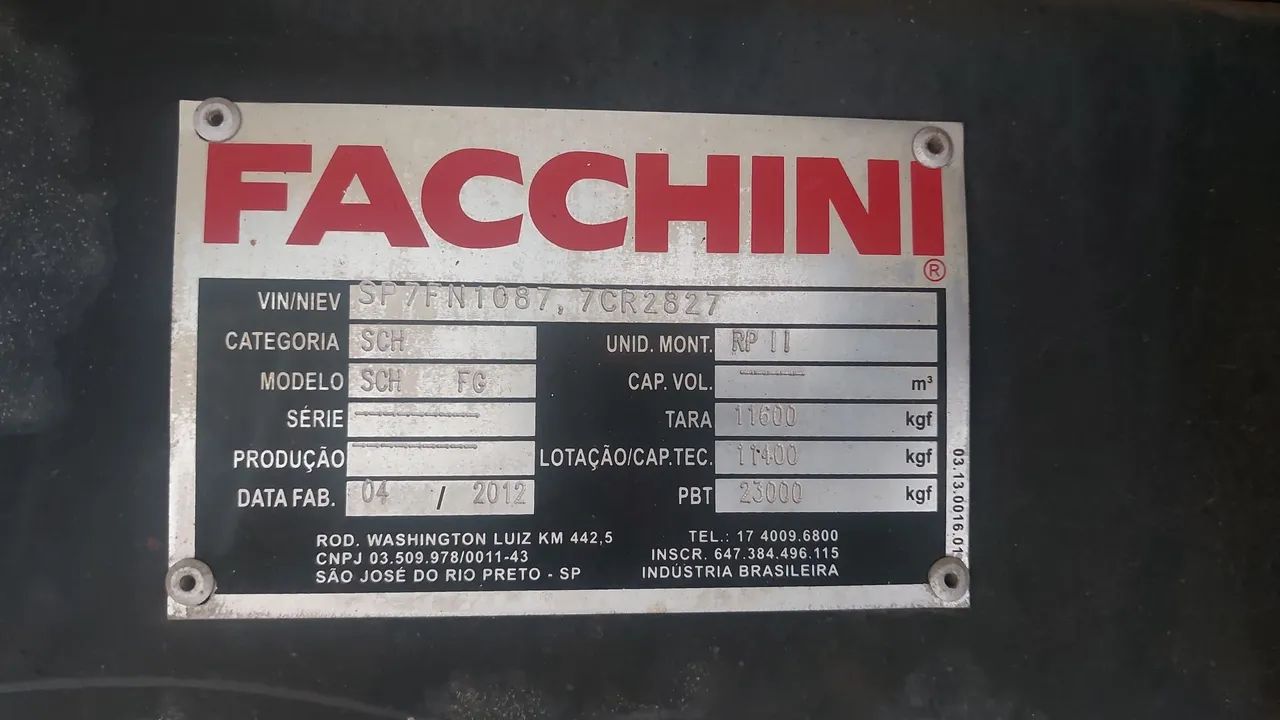 FACCHINI®
VIN/NIEV SP7FN1087,7CR2827
CATEGORIA SCH UNID. MONT. RP II
MODELO SCH FG CAP. VOL. m³
SÉRIE TARA 11600 kgf
PRODUÇÃO LOTAÇÃO/CAP.TEC. 11400 kgf
DATA FAB. 04 / 2012 PBT 23000 kgf
ROD. WASHINGTON LUIZ KM 442,5 TEL.: 17 4009.6800
CNPJ 03.509.978/0011-43 INSCR. 647.384.496.115
SÃO JOSÉ DO RIO PRETO - SP INDÚSTRIA BRASILEIRA
03.13.0016.01